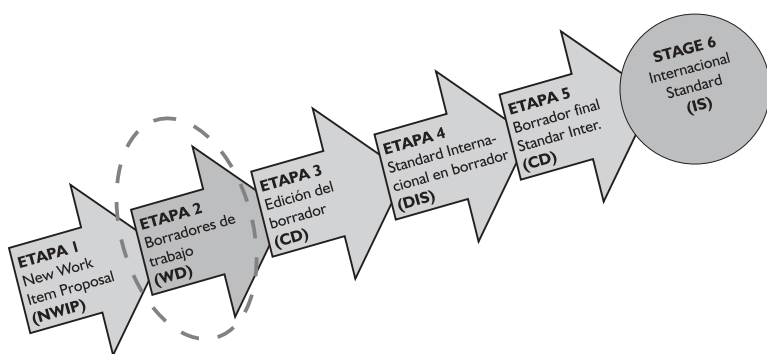 ETAPA 1
New Work
Item Proposal
(NWIP)
ETAPA 2
Borradores de
trabajo
(WD)
ETAPA 3
Edición del
borrador
(CD)
ETAPA 4
Standard Interna-
cional en borrador
(DIS)
ETAPA 5
Borrador final
Standar Inter.
(CD)
STAGE 6
Internacional
Standard
(IS)